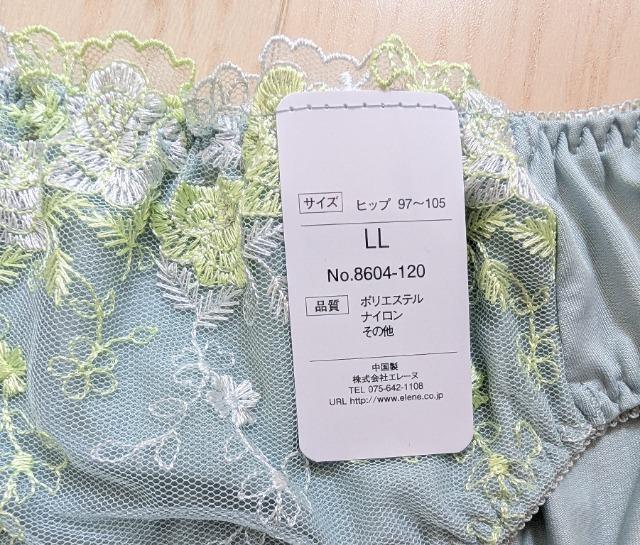 サイズ ヒップ 97～105
LL
No.8604-120
品質 ポリエステル
ナイロン
その他
中国製
株式会社エレーヌ
TEL 075-642-1108
URL http://www.elene.co.jp